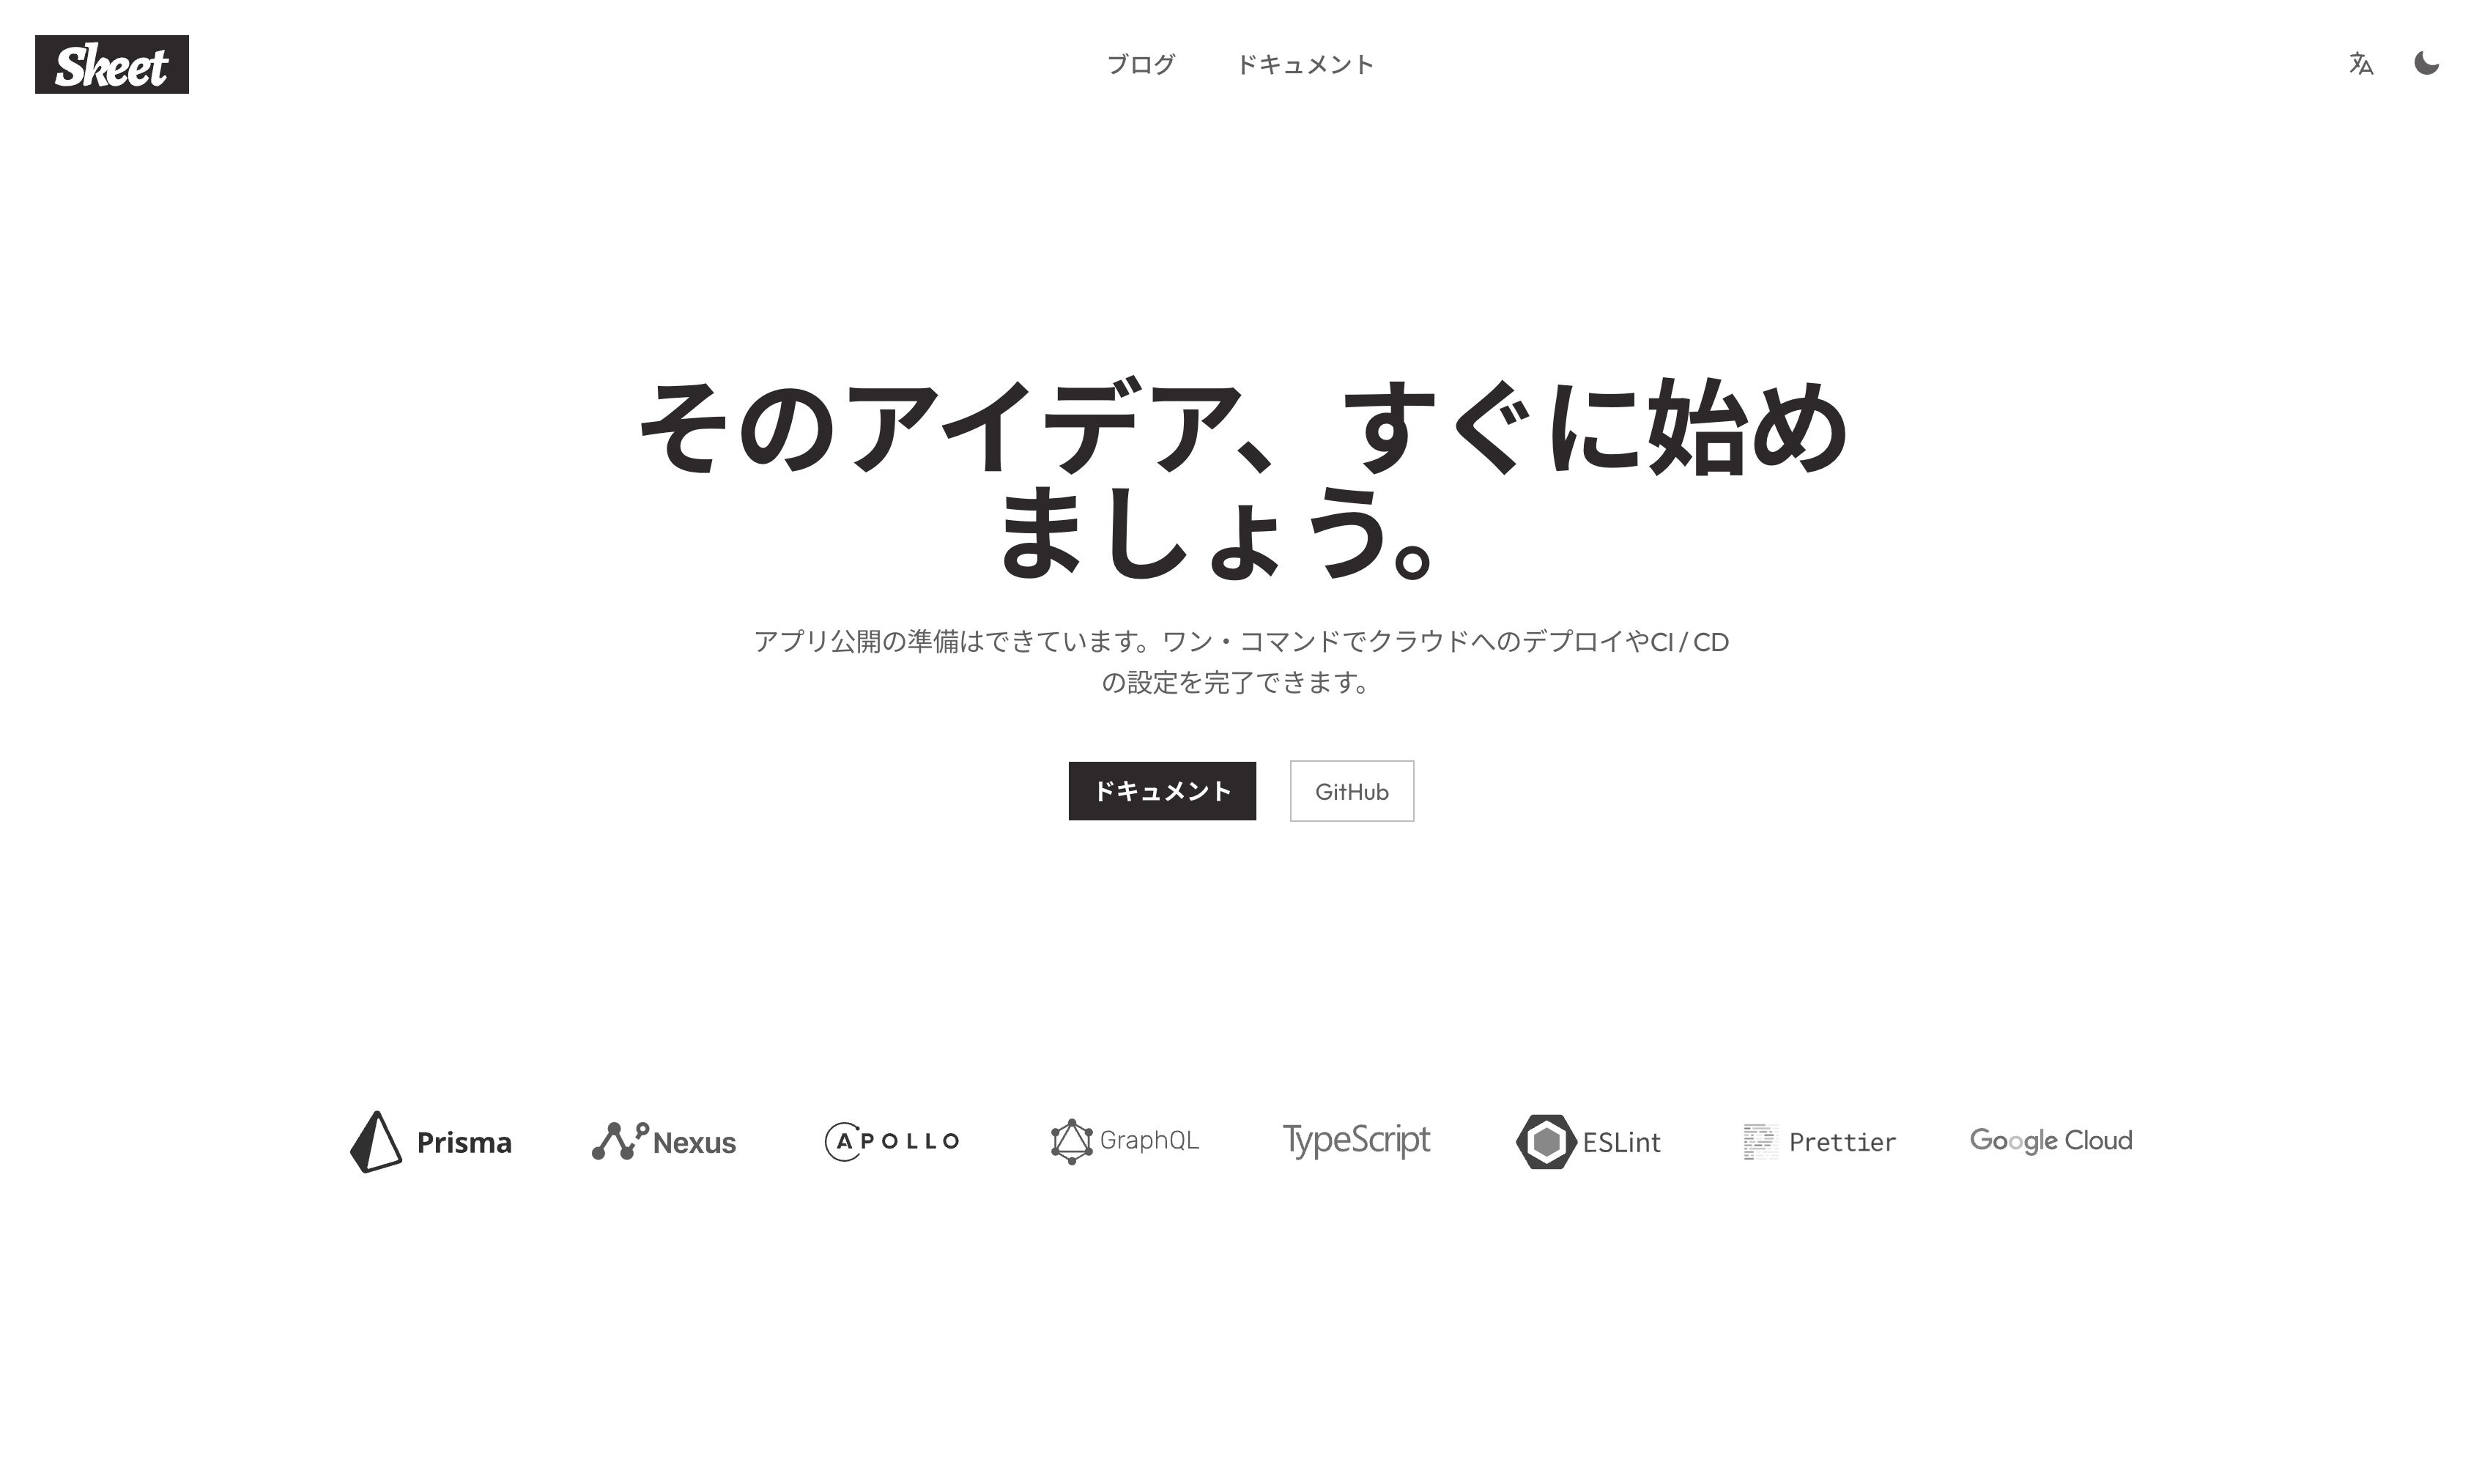 Skeet
ブログ
ドキュメント
そのアイデア、すぐに始め
ましょう。
アプリ公開の準備はできています。ワン・コマンドでクラウドへのデプロイやCI / CD
の設定を完了できます。
ドキュメント
GitHub
Prisma
Nexus
APOLLO
GraphQL
TypeScript
ESLint
Prettier
Google Cloud